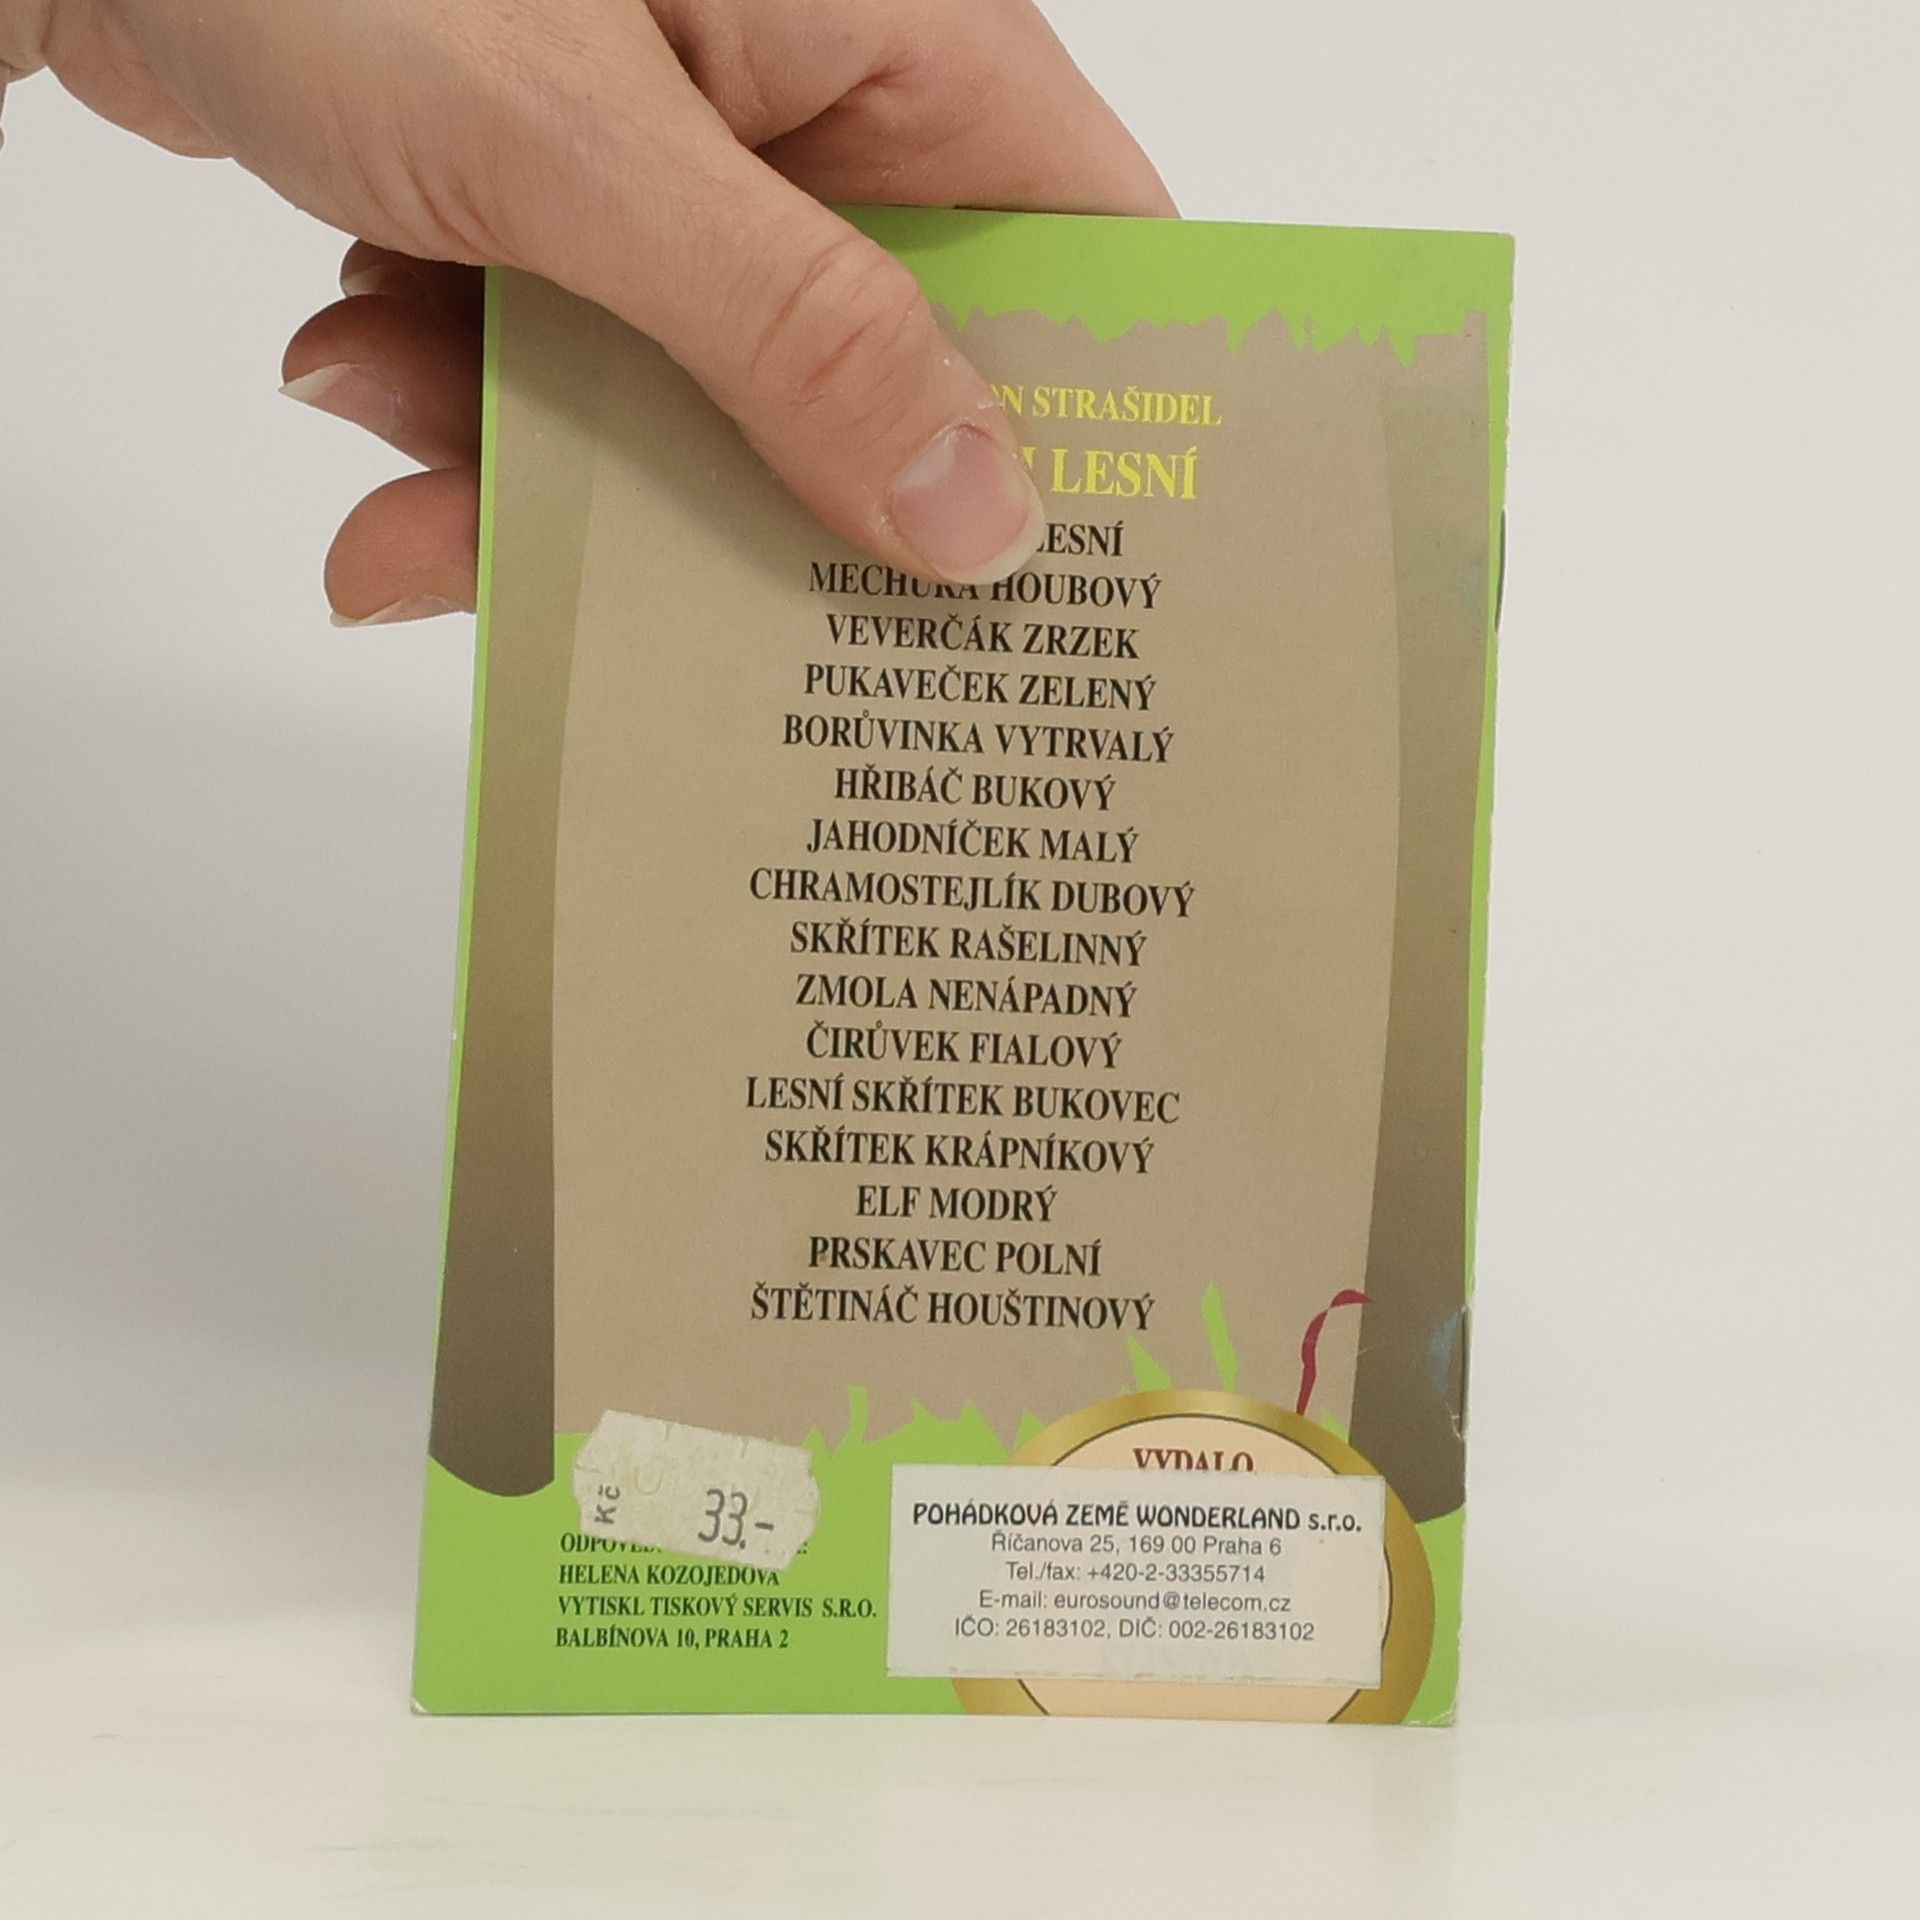 STRAŠIDEL
LESNÍ
LESNÍ
MECHURA HOUBOVÝ
VEVERČÁK ZRZEK
PUKAVEČEK ZELENÝ
BORŮVINKA VYTRVALÝ
HŘIBÁČ BUKOVÝ
JAHODNÍČEK MALÝ
CHRAMOSTEJLÍK DUBOVÝ
SKŘÍTEK RAŠELINNÝ
ZMOLA NENÁPADNÝ
ČIRŮVEK FIALOVÝ
LESNÍ SKŘÍTEK BUKOVEC
SKŘÍTEK KRÁPNÍKOVÝ
ELF MODRÝ
PRSKAVEC POLNÍ
ŠTĚTINÁČ HOUŠTINOVÝ
Kč 33.-
HELENA KOZOJEDOVÁ
VYTISKL TISKOVÝ SERVIS S.R.O.
BALBÍNOVA 10, PRAHA 2
VYDALO
POHÁDKOVÁ ZEMĚ WONDERLAND s.r.o.
Říčanova 25, 169 00 Praha 6
Tel./fax: +420-2-33355714
E-mail: eurosound@telecom.cz
IČO: 26183102, DIČ: 002-26183102